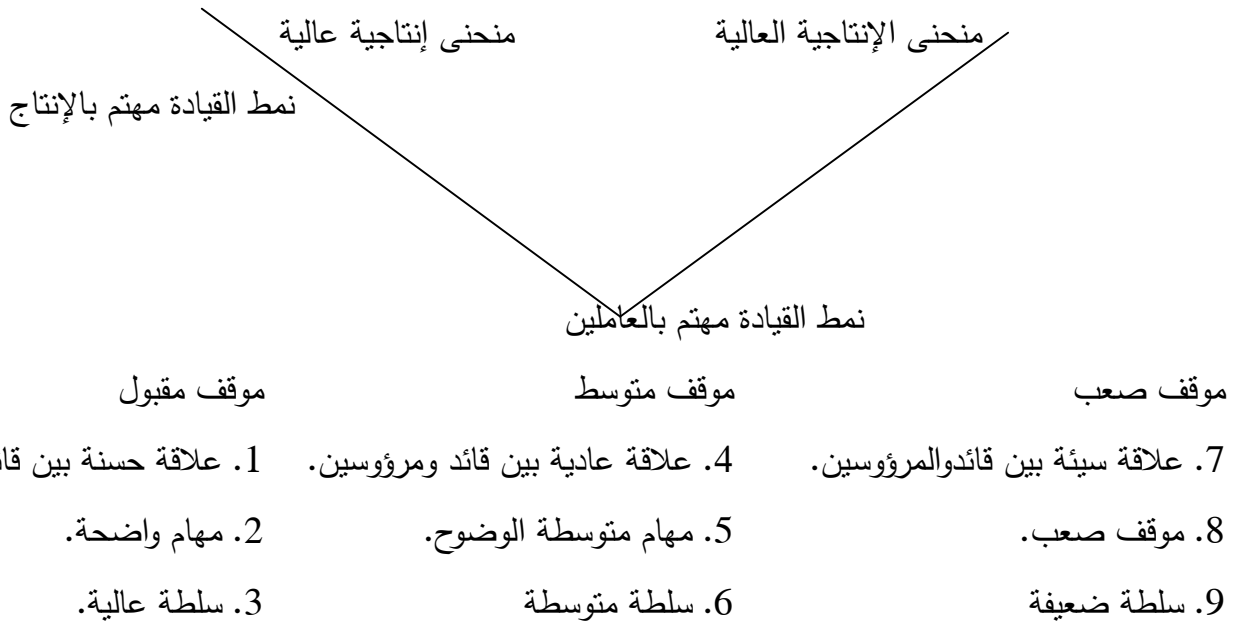 منحنى الإنتاجية العالية منحنى إنتاجية عالية
نمط القيادة مهتم بالإنتاج
نمط القيادة مهتم بالعاملين
موقف صعب موقف متوسط موقف مقبول
7. علاقة سيئة بين قائدوالمرؤوسين. 4. علاقة عادية بين قائد ومرؤوسين. 1. علاقة حسنة بين
8. موقف صعب. 5. مهام متوسطة الوضوح. 2. مهام واضحة.
9. سلطة ضعيفة 6. سلطة متوسطة 3. سلطة عالية.